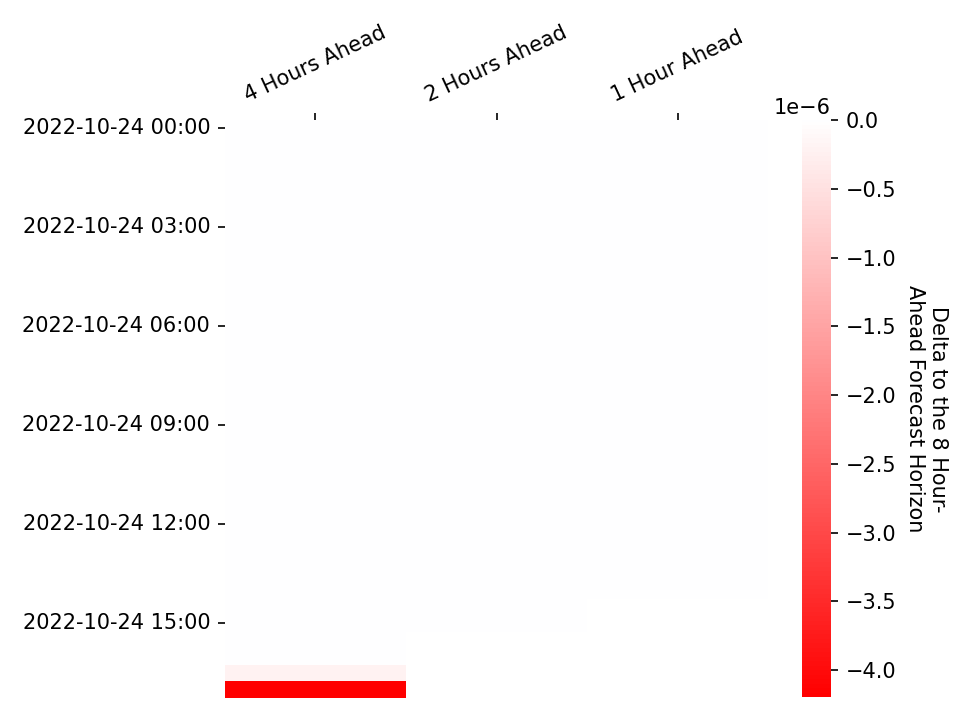 4 Hours Ahead
2 Hours Ahead
1 Hour Ahead
1e−6
2022-10-24 00:00
2022-10-24 03:00
2022-10-24 06:00
2022-10-24 09:00
2022-10-24 12:00
2022-10-24 15:00
0.0
−0.5
−1.0
−1.5
−2.0
−2.5
−3.0
−3.5
−4.0
Delta to the 8 Hour-
Ahead Forecast Horizon